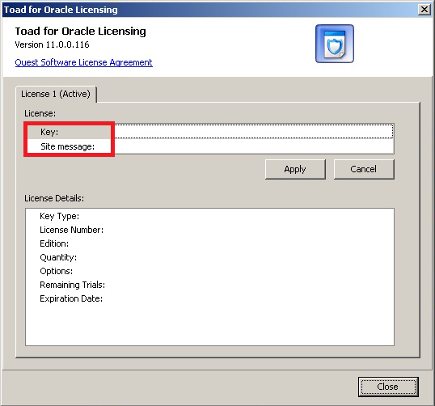 Toad for Oracle Licensing
Toad for Oracle Licensing
Version 11.0.0.116
Quest Software License Agreement
License 1 (Active)
License:
Key:
Site message:
Apply
Cancel
License Details:
Key Type:
License Number:
Edition:
Quantity:
Options:
Remaining Trials:
Expiration Date:
Close